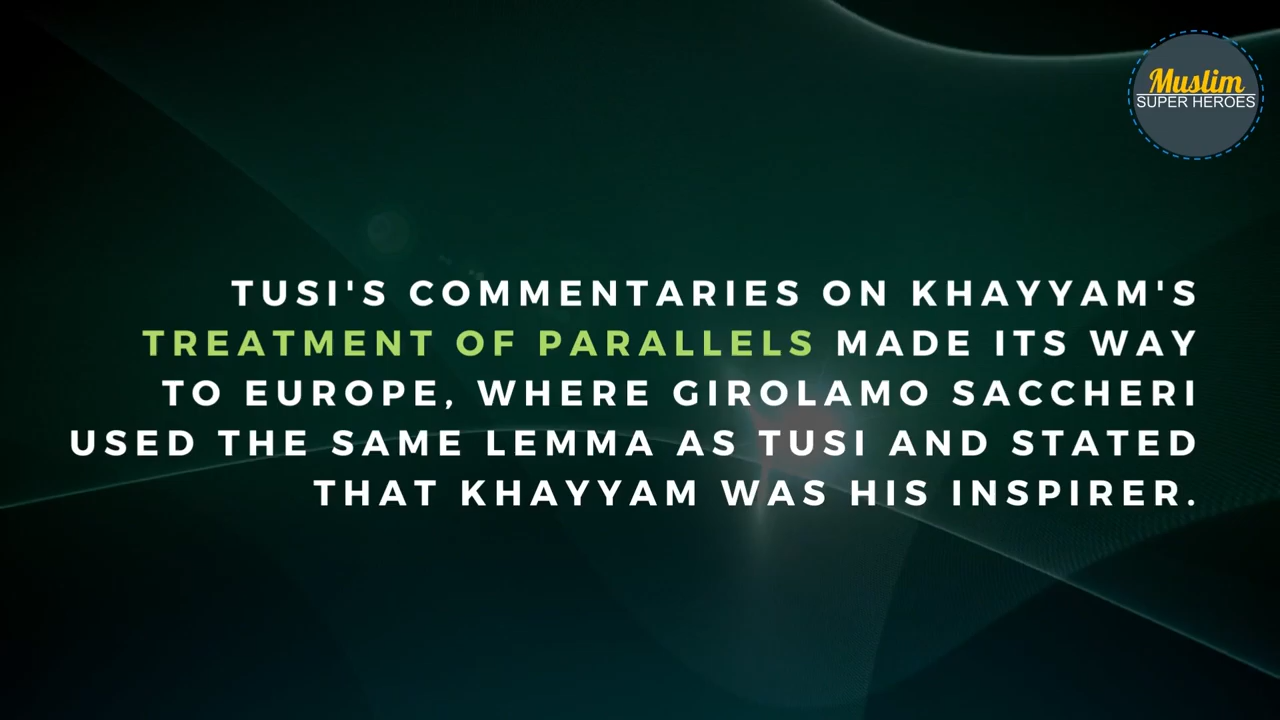 Muslim
SUPER HEROES
TUSI'S COMMENTARIES ON KHAYYAM'S
TREATMENT OF PARALLELS MADE ITS WAY
TO EUROPE, WHERE GIROLAMO SACCHERI
USED THE SAME LEMMA AS TUSI AND STATED
THAT KHAYYAM WAS HIS INSPIRER.